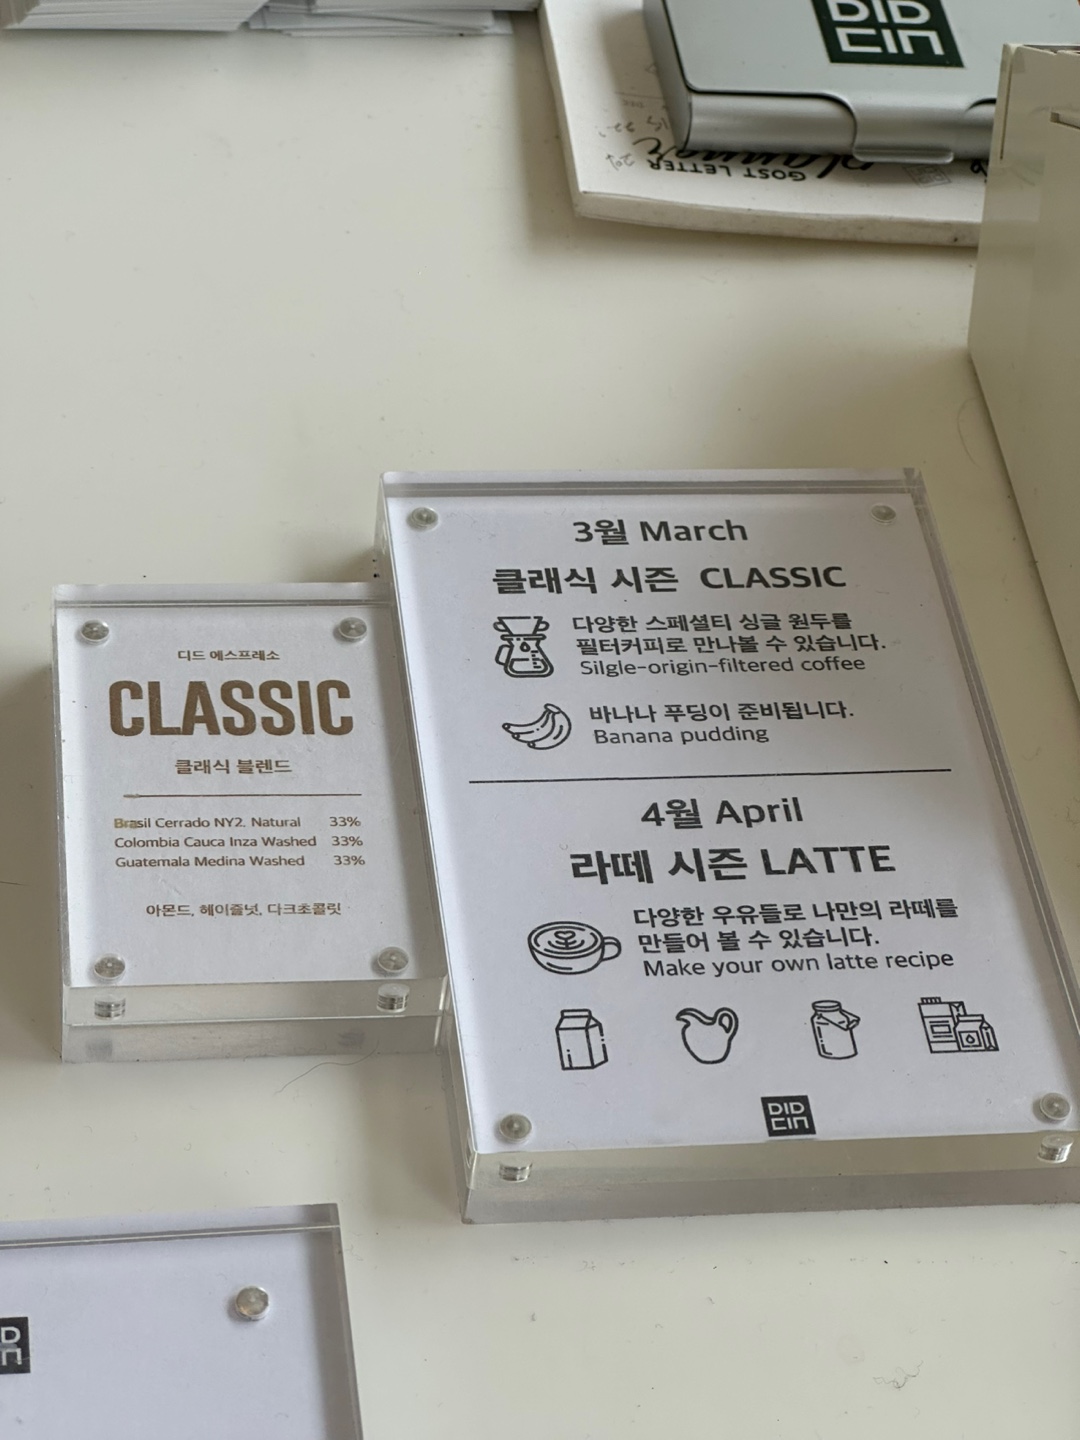 DID
GOST LETTER
planner
디드 에스프레소
CLASSIC
클래식 블렌드
Brasil Cerrado NY2. Natural 33%
Colombia Cauca Inza Washed 33%
Guatemala Medina Washed 33%
아몬드, 헤이즐넛, 다크초콜릿
3월 March
클래식 시즌 CLASSIC
다양한 스페셜티 싱글 원두를
필터커피로 만나볼 수 있습니다.
Silgle-origin-filtered coffee
바나나 푸딩이 준비됩니다.
Banana pudding
4월 April
라떼 시즌 LATTE
다양한 우유들로 나만의 라떼를
만들어 볼 수 있습니다.
Make your own latte recipe
DID